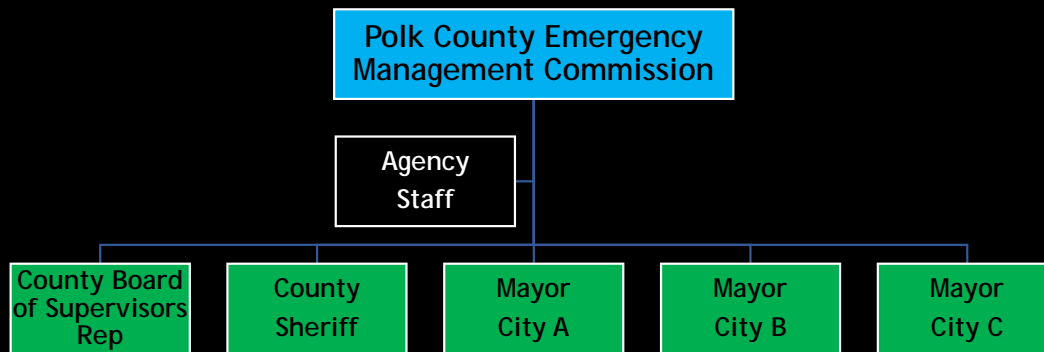 Polk County Emergency
Management Commission
Agency
Staff
County Board
of Supervisors
Rep
County
Sheriff
Mayor
City A
Mayor
City B
Mayor
City C